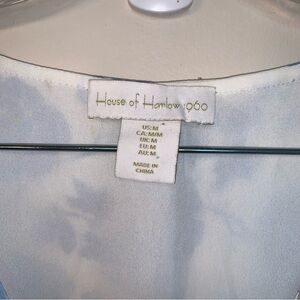 House of Harlow 1960
US:M
CA:M/M
UK:M
EU:M
AU:M
MADE IN
CHINA